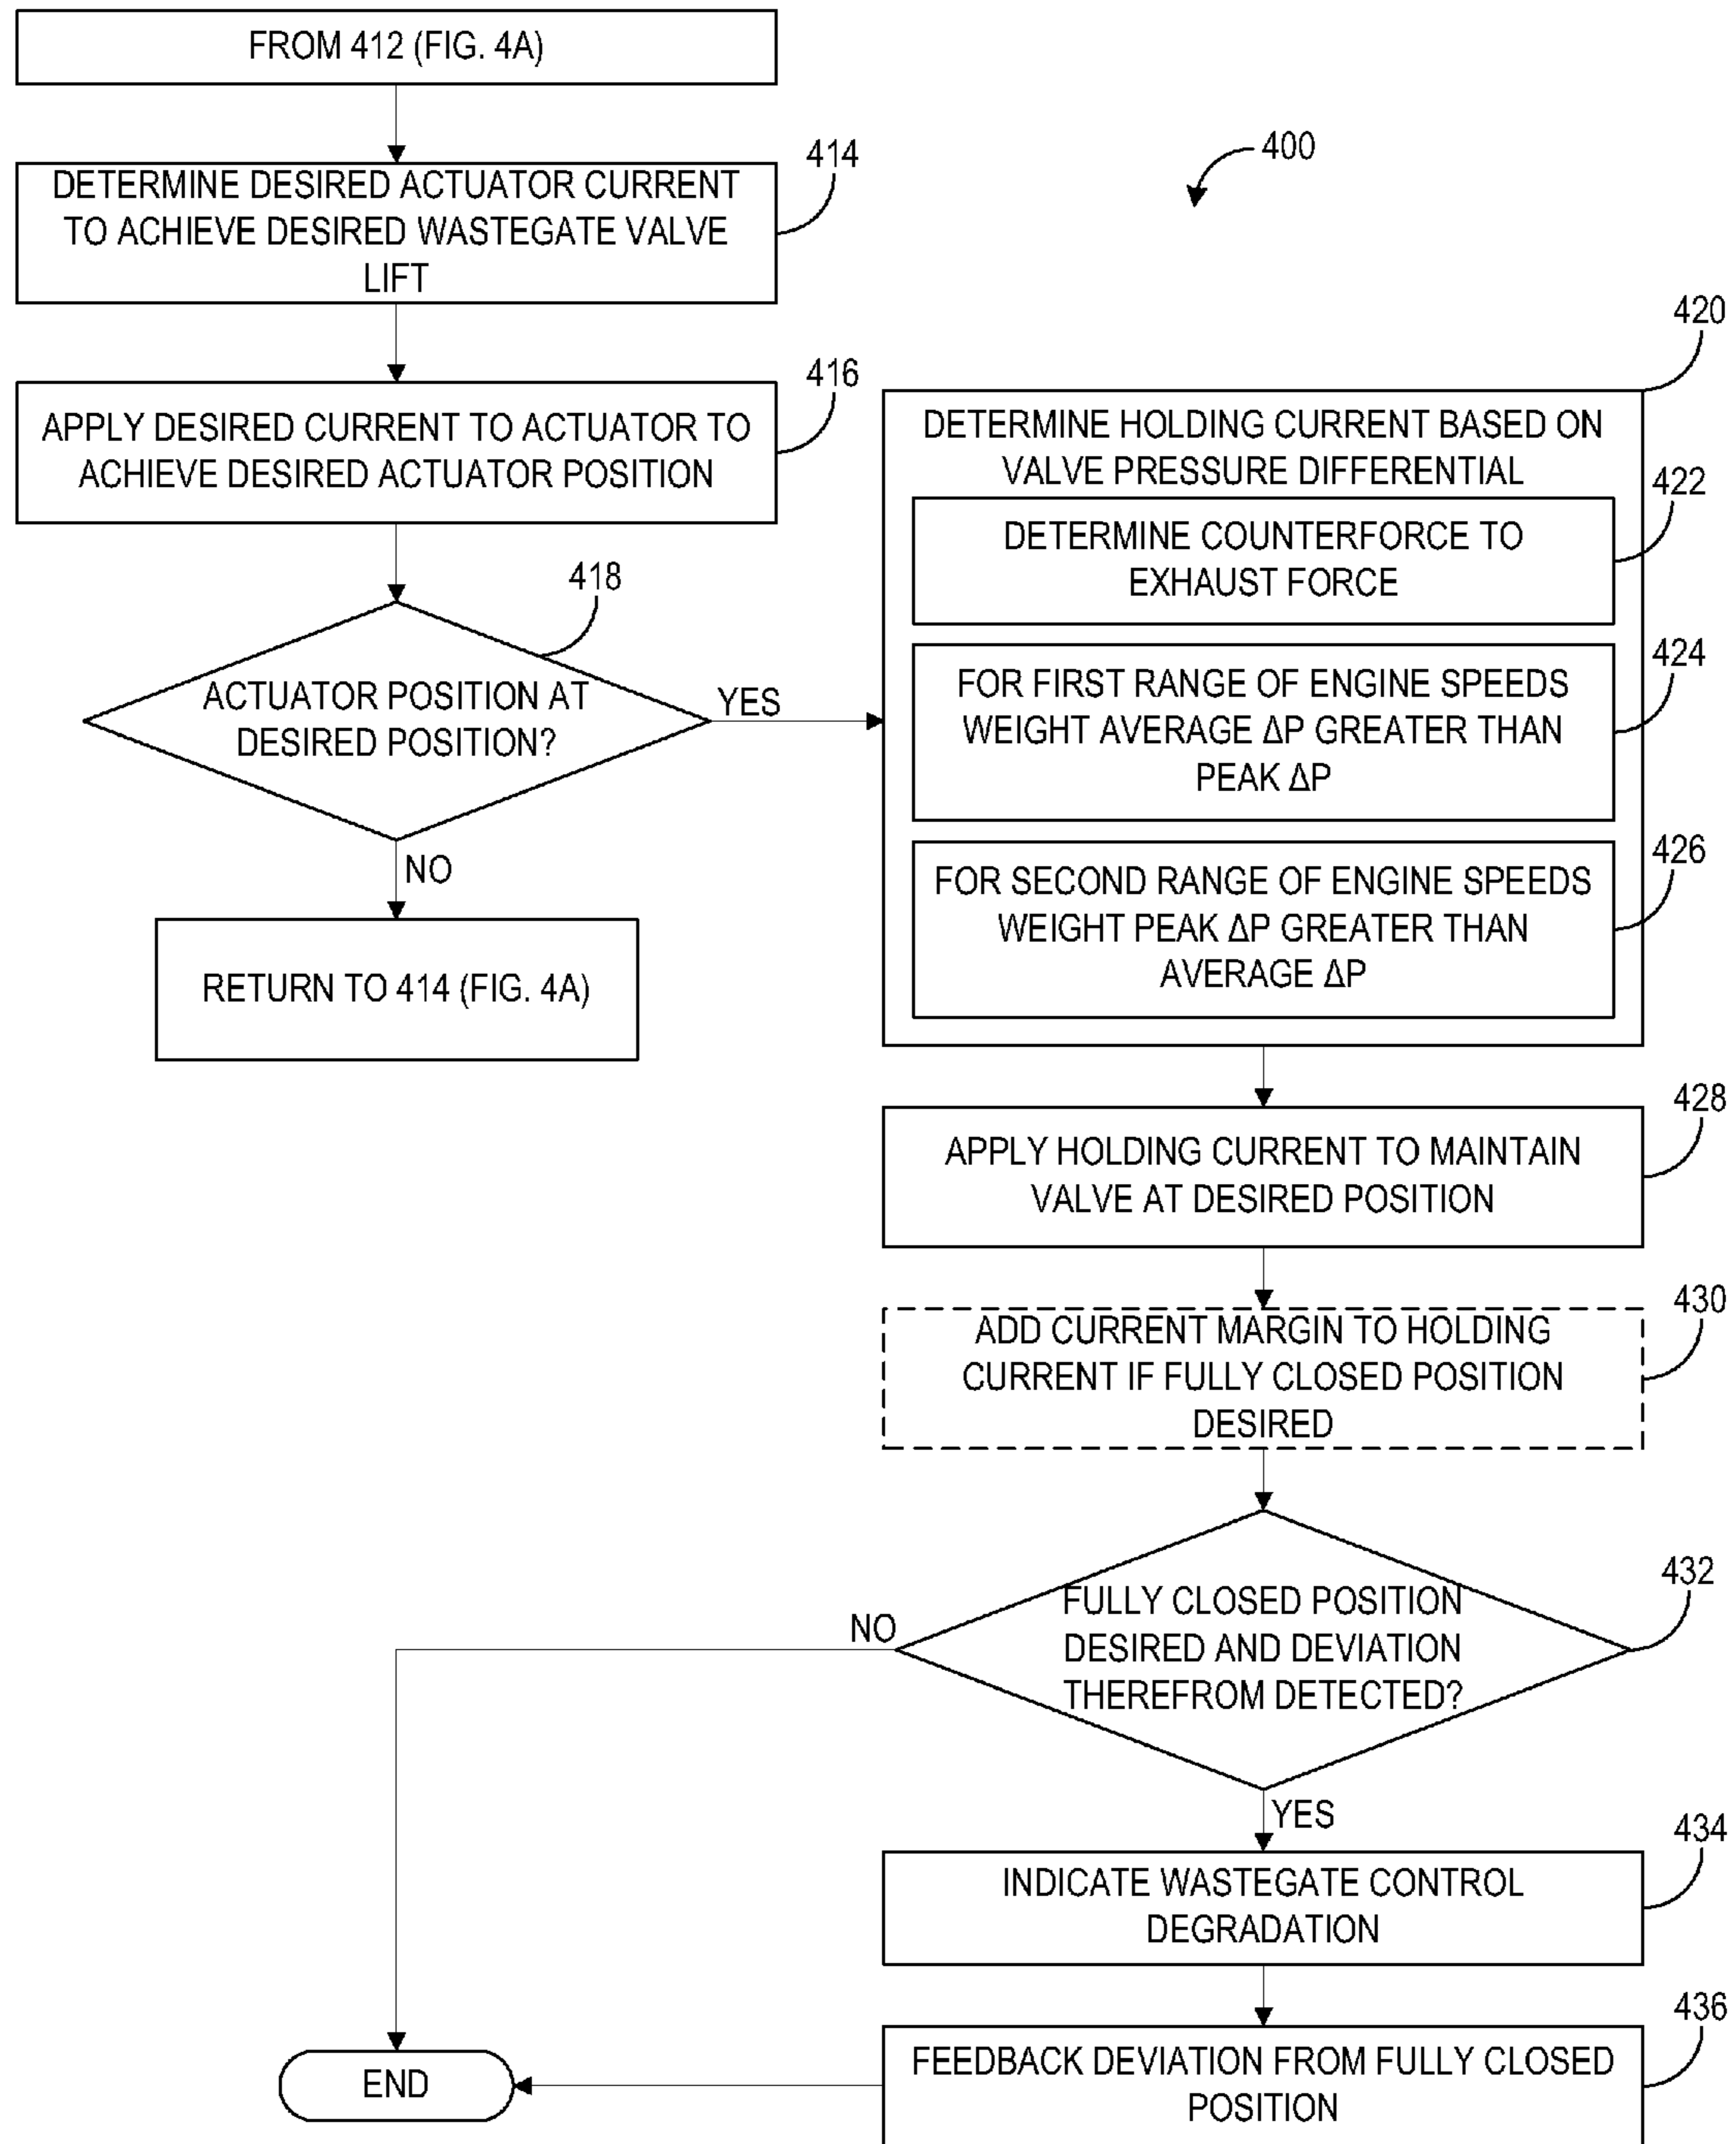 FROM 412 (FIG. 4A)
400
414
DETERMINE DESIRED ACTUATOR CURRENT
TO ACHIEVE DESIRED WASTEGATE VALVE
LIFT
416
APPLY DESIRED CURRENT TO ACTUATOR TO
ACHIEVE DESIRED ACTUATOR POSITION
418
ACTUATOR POSITION AT
DESIRED POSITION?
YES
NO
RETURN TO 414 (FIG. 4A)
420
DETERMINE HOLDING CURRENT BASED ON
VALVE PRESSURE DIFFERENTIAL
422
DETERMINE COUNTERFORCE TO
EXHAUST FORCE
424
FOR FIRST RANGE OF ENGINE SPEEDS
WEIGHT AVERAGE ΔP GREATER THAN
PEAK ΔP
426
FOR SECOND RANGE OF ENGINE SPEEDS
WEIGHT PEAK ΔP GREATER THAN
AVERAGE ΔP
428
APPLY HOLDING CURRENT TO MAINTAIN
VALVE AT DESIRED POSITION
430
ADD CURRENT MARGIN TO HOLDING
CURRENT IF FULLY CLOSED POSITION
DESIRED
432
FULLY CLOSED POSITION
DESIRED AND DEVIATION
THEREFROM DETECTED?
NO
YES
434
INDICATE WASTEGATE CONTROL
DEGRADATION
436
FEEDBACK DEVIATION FROM FULLY CLOSED
POSITION
END